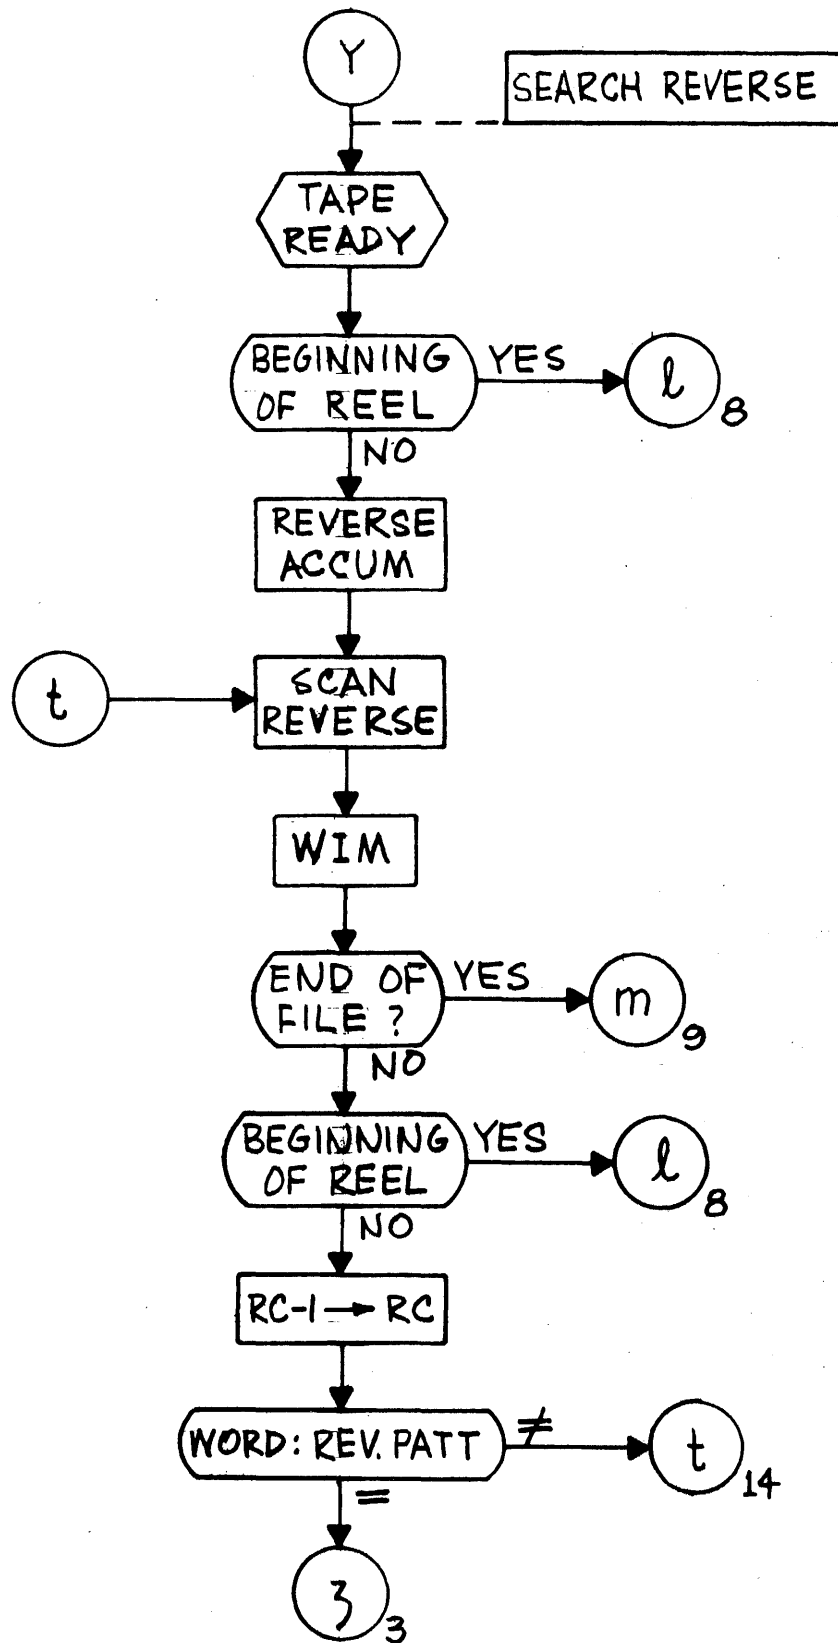 Y
SEARCH REVERSE
TAPE
READY
BEGINNING
OF REEL
YES
l
8
NO
REVERSE
ACCUM
t
SCAN
REVERSE
WIM
END OF
FILE ?
YES
m
9
NO
BEGINNING
OF REEL
YES
l
8
NO
RC-1 → RC
WORD: REV. PATT
≠
t
14
=
3